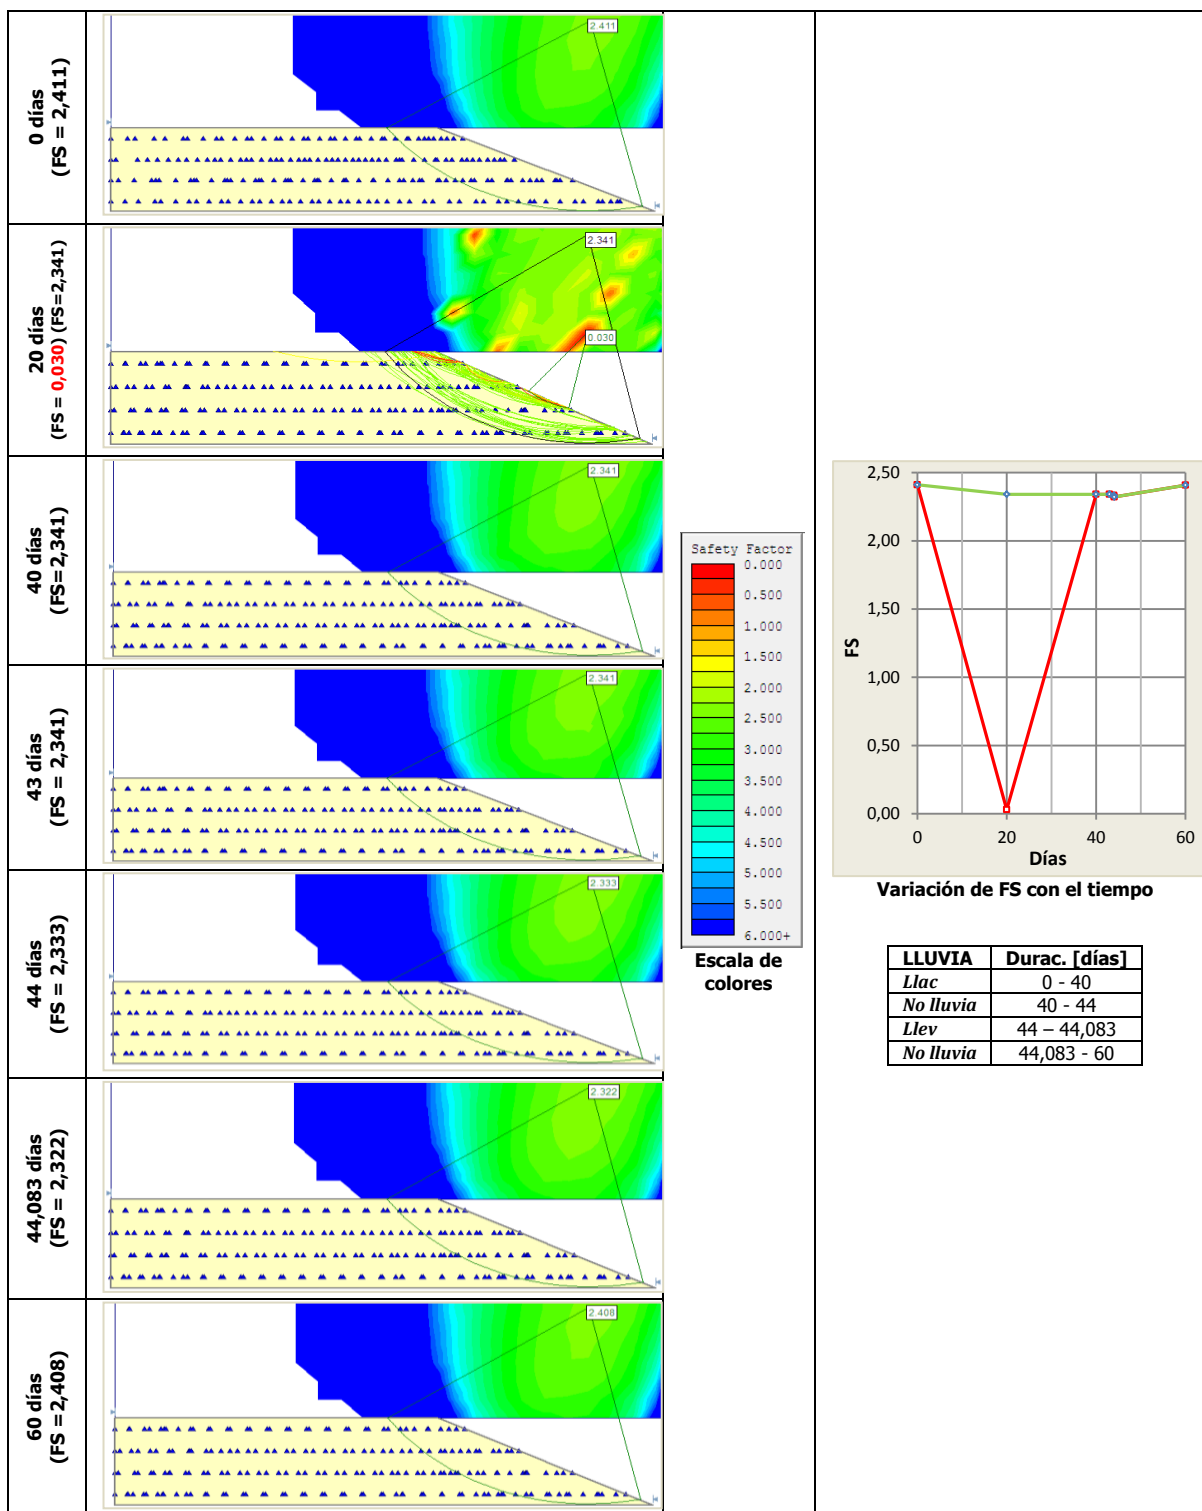 0 días
(FS = 2,411)
2.411
20 días
(FS = 0,030) (FS=2,341)
2.341
0.030
40 días
(FS=2,341)
2.341
43 días
(FS = 2,341)
2.341
44 días
(FS = 2,333)
2.333
44,083 días
(FS = 2,322)
2.322
60 días
(FS =2,408)
2.408
Safety Factor
0.000
0.500
1.000
1.500
2.000
2.500
3.000
3.500
4.000
4.500
5.000
5.500
6.000+
Escala de
colores
2,50
2,00
1,50
1,00
0,50
0,00
FS
0 20 40 60
Días
Variación de FS con el tiempo
LLUVIA Durac. [días]
Llac 0 - 40
No lluvia 40 - 44
Llev 44 – 44,083
No lluvia 44,083 - 60